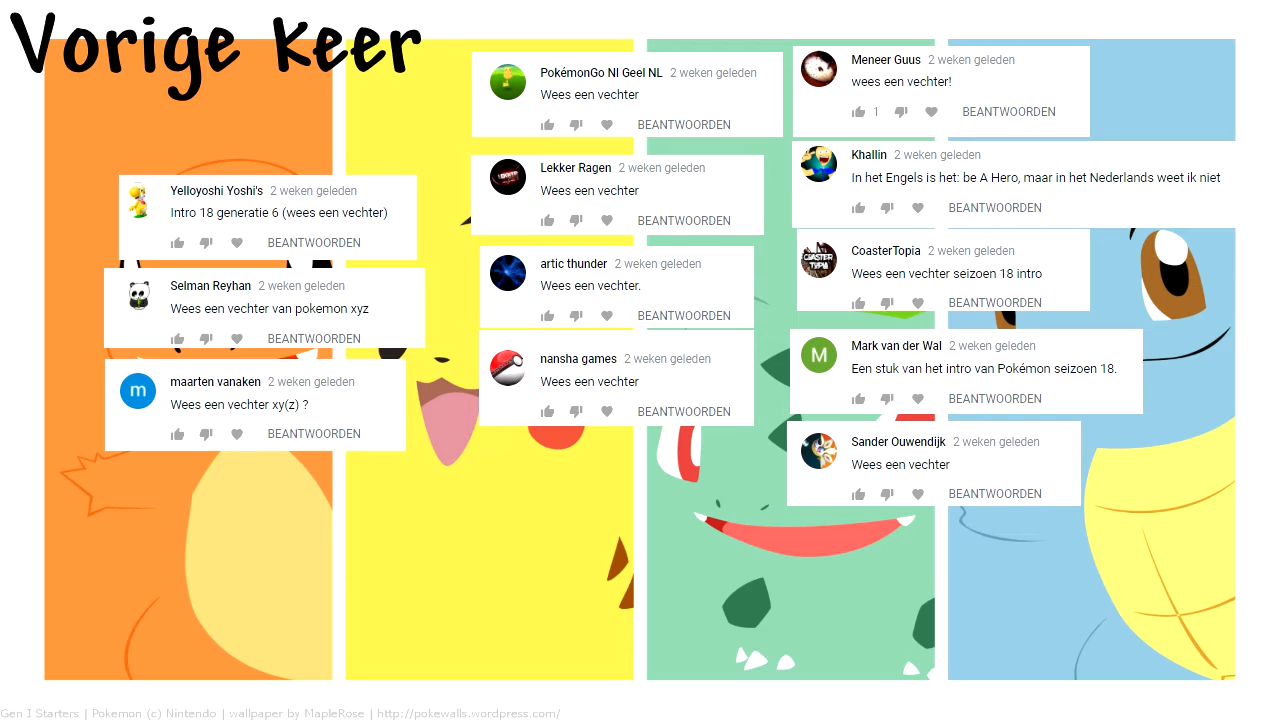 Vorige keer
Yelloyoshi Yoshi's 2 weken geleden
Intro 18 generatie 6 (wees een vechter)
BEANTWOORDEN
Selman Reyhan 2 weken geleden
Wees een vechter van pokemon xyz
BEANTWOORDEN
m
maarten vanaken 2 weken geleden
Wees een vechter xy(z) ?
BEANTWOORDEN
PokémonGo Nl Geel NL 2 weken geleden
Wees een vechter
BEANTWOORDEN
Lekker Ragen 2 weken geleden
Wees een vechter
BEANTWOORDEN
artic thunder 2 weken geleden
Wees een vechter.
BEANTWOORDEN
nansha games 2 weken geleden
Wees een vechter
BEANTWOORDEN
Meneer Guus 2 weken geleden
wees een vechter!
1 BEANTWOORDEN
Khallin 2 weken geleden
In het Engels is het: be A Hero, maar in het Nederlands weet ik niet
BEANTWOORDEN
COASTER
TOPIA
CoasterTopia 2 weken geleden
Wees een vechter seizoen 18 intro
BEANTWOORDEN
M
Mark van der Wal 2 weken geleden
Een stuk van het intro van Pokémon seizoen 18.
BEANTWOORDEN
Sander Ouwendijk 2 weken geleden
Wees een vechter
BEANTWOORDEN
Gen I Starters | Pokemon (c) Nintendo | wallpaper by MapleRose | http://pokewalls.wordpress.com/